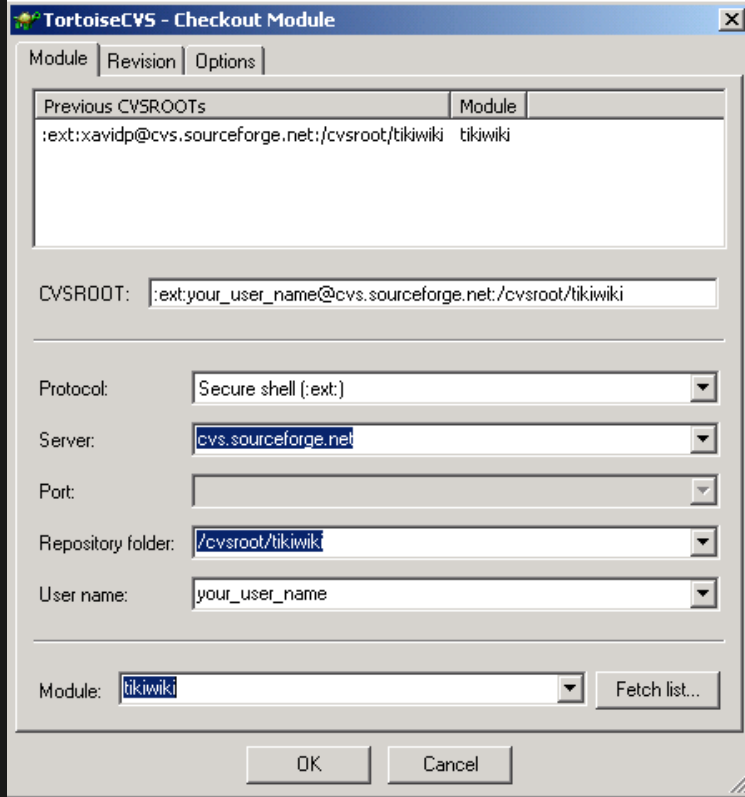 TortoiseCVS - Checkout Module
Module Revision Options
Previous CVSROOTs Module
:ext:xavidp@cvs.sourceforge.net:/cvsroot/tikiwiki tikiwiki
CVSROOT: :ext:your_user_name@cvs.sourceforge.net:/cvsroot/tikiwiki
Protocol: Secure shell (:ext:)
Server: cvs.sourceforge.net
Port:
Repository folder: /cvsroot/tikiwiki
User name: your_user_name
Module: tikiwiki Fetch list...
OK Cancel